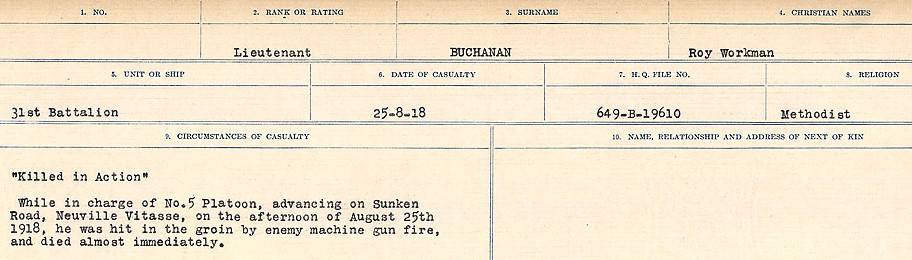 1. NO. 2. RANK OR RATING 3. SURNAME 4. CHRISTIAN NAMES
Lieutenant BUCHANAN Roy Workman
5. UNIT OR SHIP 6. DATE OF CASUALTY 7. H.Q. FILE NO. 8. RELIGION
31st Battalion 25-8-18 649-B-19610 Methodist
9. CIRCUMSTANCES OF CASUALTY 10. NAME, RELATIONSHIP AND ADDRESS OF NEXT OF KIN
"Killed in Action"
While in charge of No.5 Platoon, advancing on Sunken
Road, Neuville Vitasse, on the afternoon of August 25th
1918, he was hit in the groin by enemy machine gun fire,
and died almost immediately.